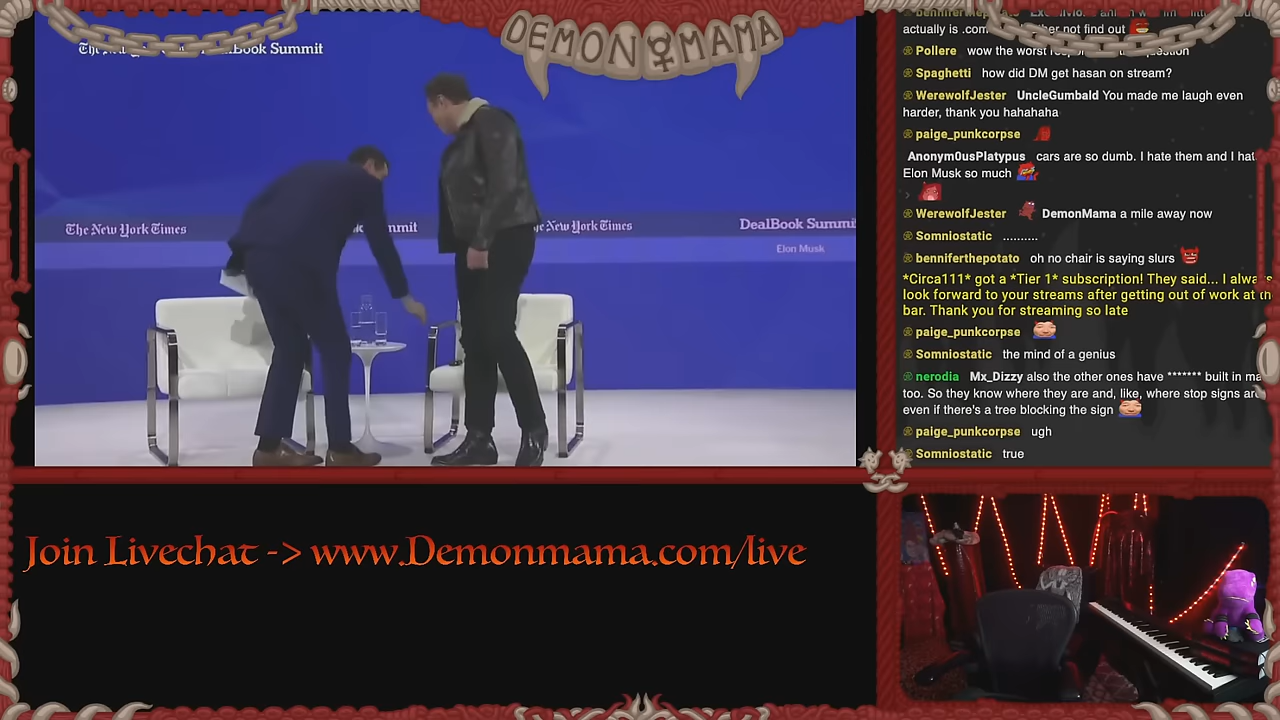 DealBook Summit
DEMON MAMA
The New York Times
mmit
The New York Times
DealBook Summit
Elon Musk
actually is .com
not find out
Pollere wow the worst
Spaghetti how did DM get hasan on stream?
WerewolfJester UncleGumbald You made me laugh even
harder, thank you hahahaha
paige_punkcorpse
Anonym0usPlatypus cars are so dumb. I hate them and I hat
Elon Musk so much
WerewolfJester DemonMama a mile away now
Somniostatic ..........
benniferthepotato oh no chair is saying slurs
*Circa111* got a *Tier 1* subscription! They said... I always
look forward to your streams after getting out of work at th
bar. Thank you for streaming so late
paige_punkcorpse
Somniostatic the mind of a genius
nerodia Mx_Dizzy also the other ones have ******* built in ma
too. So they know where they are and, like, where stop signs are
even if there's a tree blocking the sign
paige_punkcorpse ugh
Somniostatic true
Join Livechat -> www.Demonmama.com/live